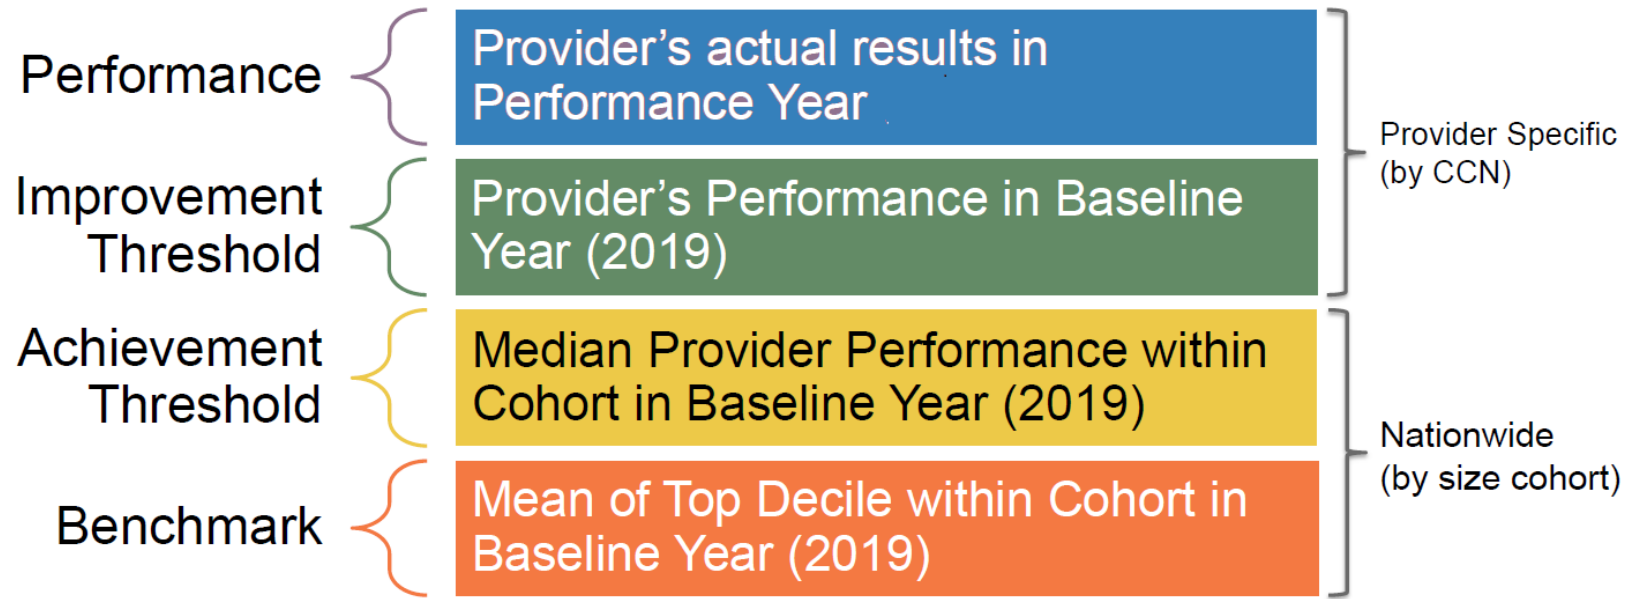 Performance
Provider's actual results in
Performance Year
Improvement
Threshold
Provider's Performance in Baseline
Year (2019)
Provider Specific
(by CCN)
Achievement
Threshold
Median Provider Performance within
Cohort in Baseline Year (2019)
Benchmark
Mean of Top Decile within Cohort in
Baseline Year (2019)
Nationwide
(by size cohort)